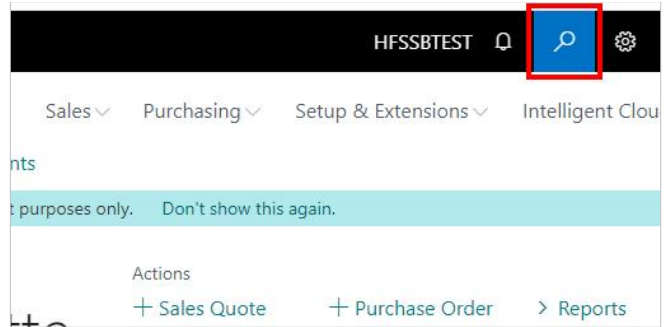 HFSSBTEST
Sales Purchasing Setup & Extensions Intelligent Clou
nts
t purposes only. Don't show this again.
Actions
+ Sales Quote + Purchase Order > Reports